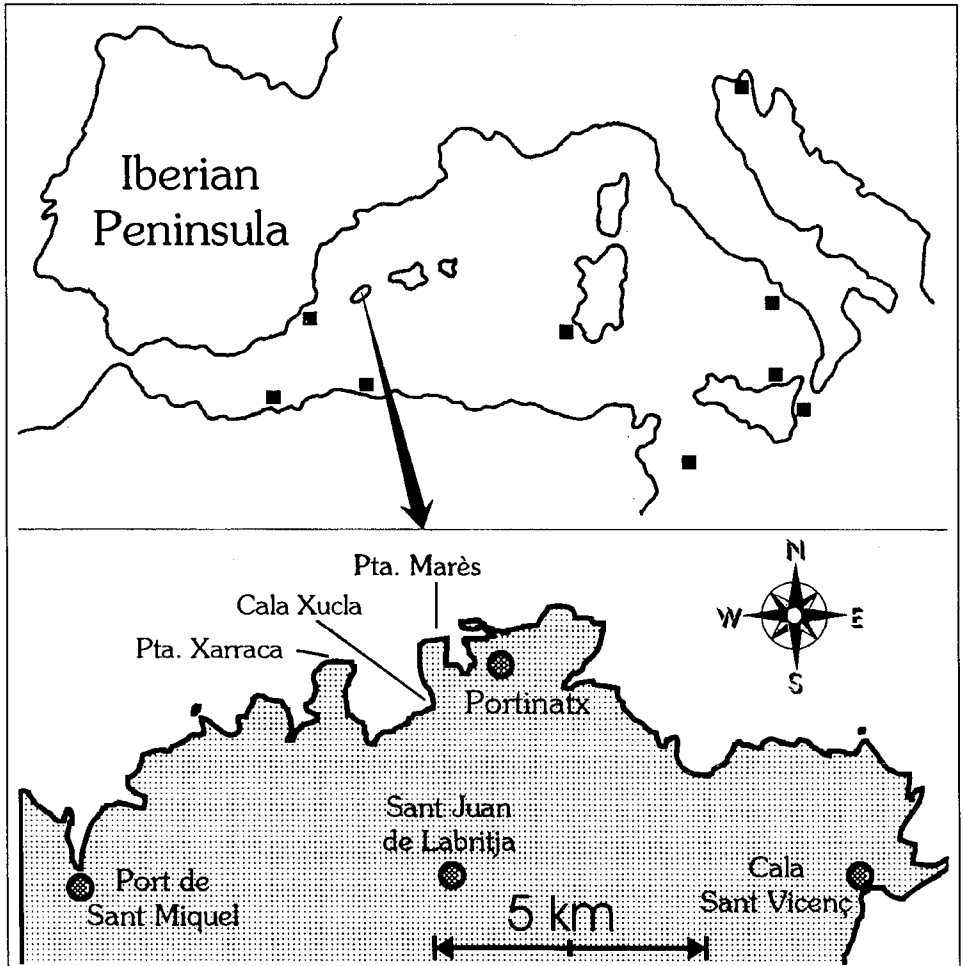 Iberian
Peninsula
Pta. Marès
Cala Xucla
Pta. Xarraca
N
W
E
S
Portinatx
Sant Juan
de Labritja
Port de
Sant Miquel
Cala
Sant Vicenç
5 km